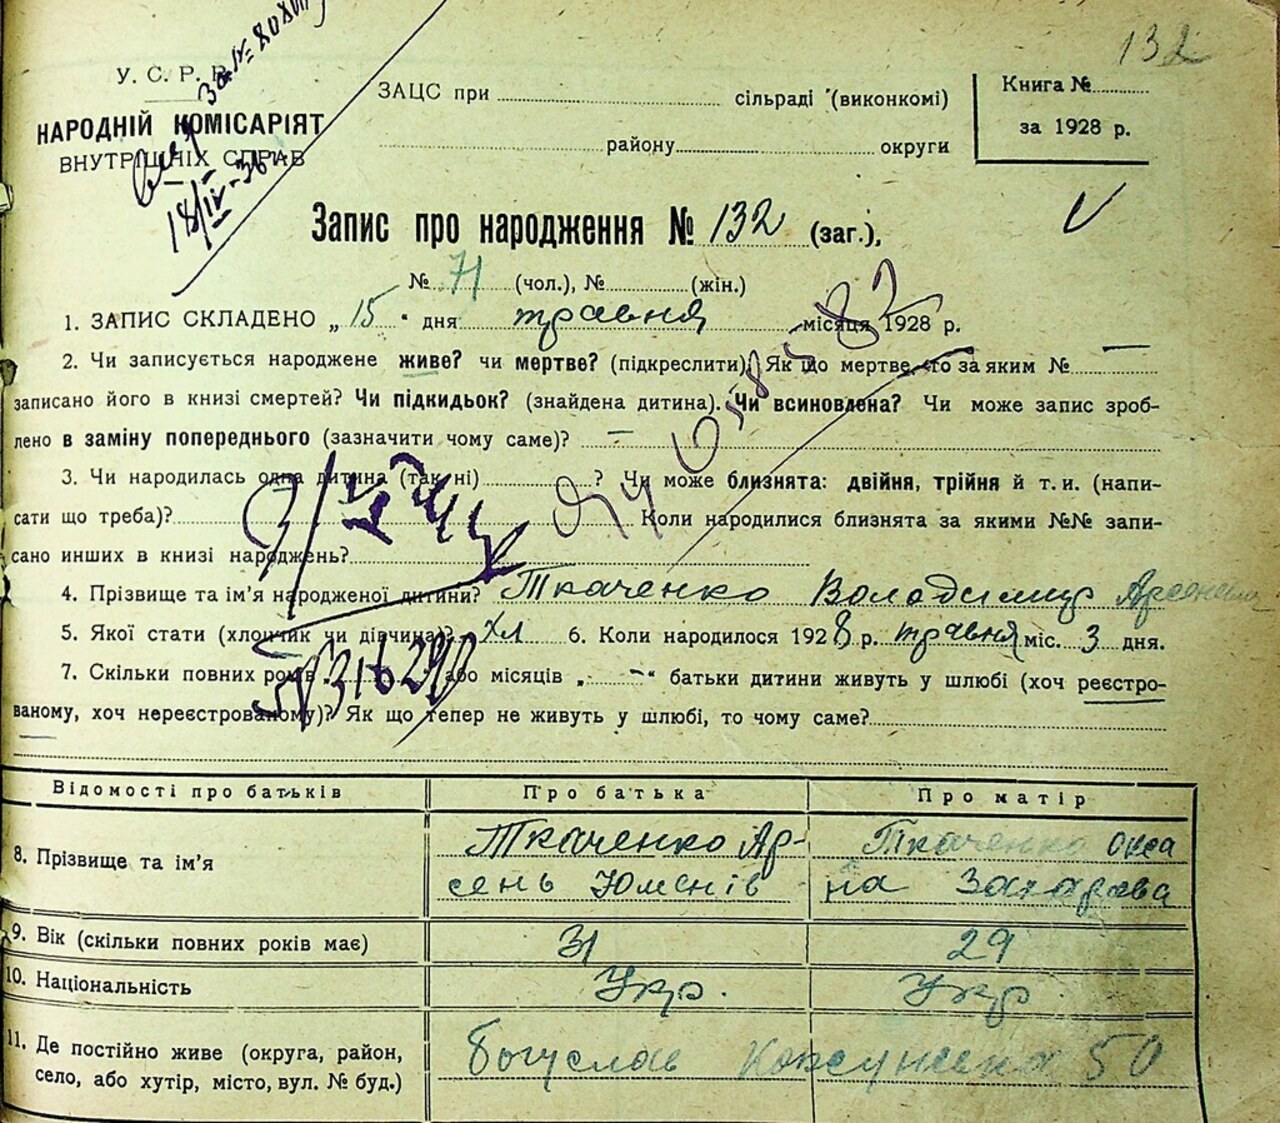 132
У. С. Р. Р.
НАРОДНІЙ КОМІСАРІЯТ
ВНУТРІШНІХ СПРАВ
18/IV-36
ЗАЦС при сільраді (виконкомі)
району округи
Книга №
за 1928 р.
Запис про народження № 132 (заг.),
№ 71 (чол.), № (жін.)
1. ЗАПИС СКЛАДЕНО „ 15 " дня травня місяця 1928 р.
2. Чи записується народжене живе? чи мертве? (підкреслити). Як що мертве, то за яким № —
записано його в книзі смертей? Чи підкидьок? (знайдена дитина). Чи всиновлена? Чи може запис зроб-
лено в заміну попереднього (зазначити чому саме)? —
3. Чи народилась одна дитина (так, ні) ? Чи може близнята: двійня, трійня й т. и. (напи-
сати що треба)? Коли народилися близнята за якими №№ запи-
сано инших в книзі народжень?
4. Прізвище та ім'я народженої дитини? Ткаченко Володимир
5. Якої стати (хлопчик чи дівчина)? хл 6. Коли народилося 1928 р. травня міс. 3 дня.
7. Скільки повних років або місяців „ — " батьки дитини живуть у шлюбі (хоч реєстро-
ваному, хоч нереєстрованому)? Як що тепер не живуть у шлюбі, то чому саме?
Відомості про батьків Про батька Про матір
8. Прізвище та ім'я Ткаченко Ар- Ткаченко Окса
сень Юменів на Захарова
9. Вік (скільки повних років має) 31 29
10. Національність Укр. Укр.
11. Де постійно живе (округа, район, Богуслав Корсунська 50
село, або хутір, місто, вул. № буд.)